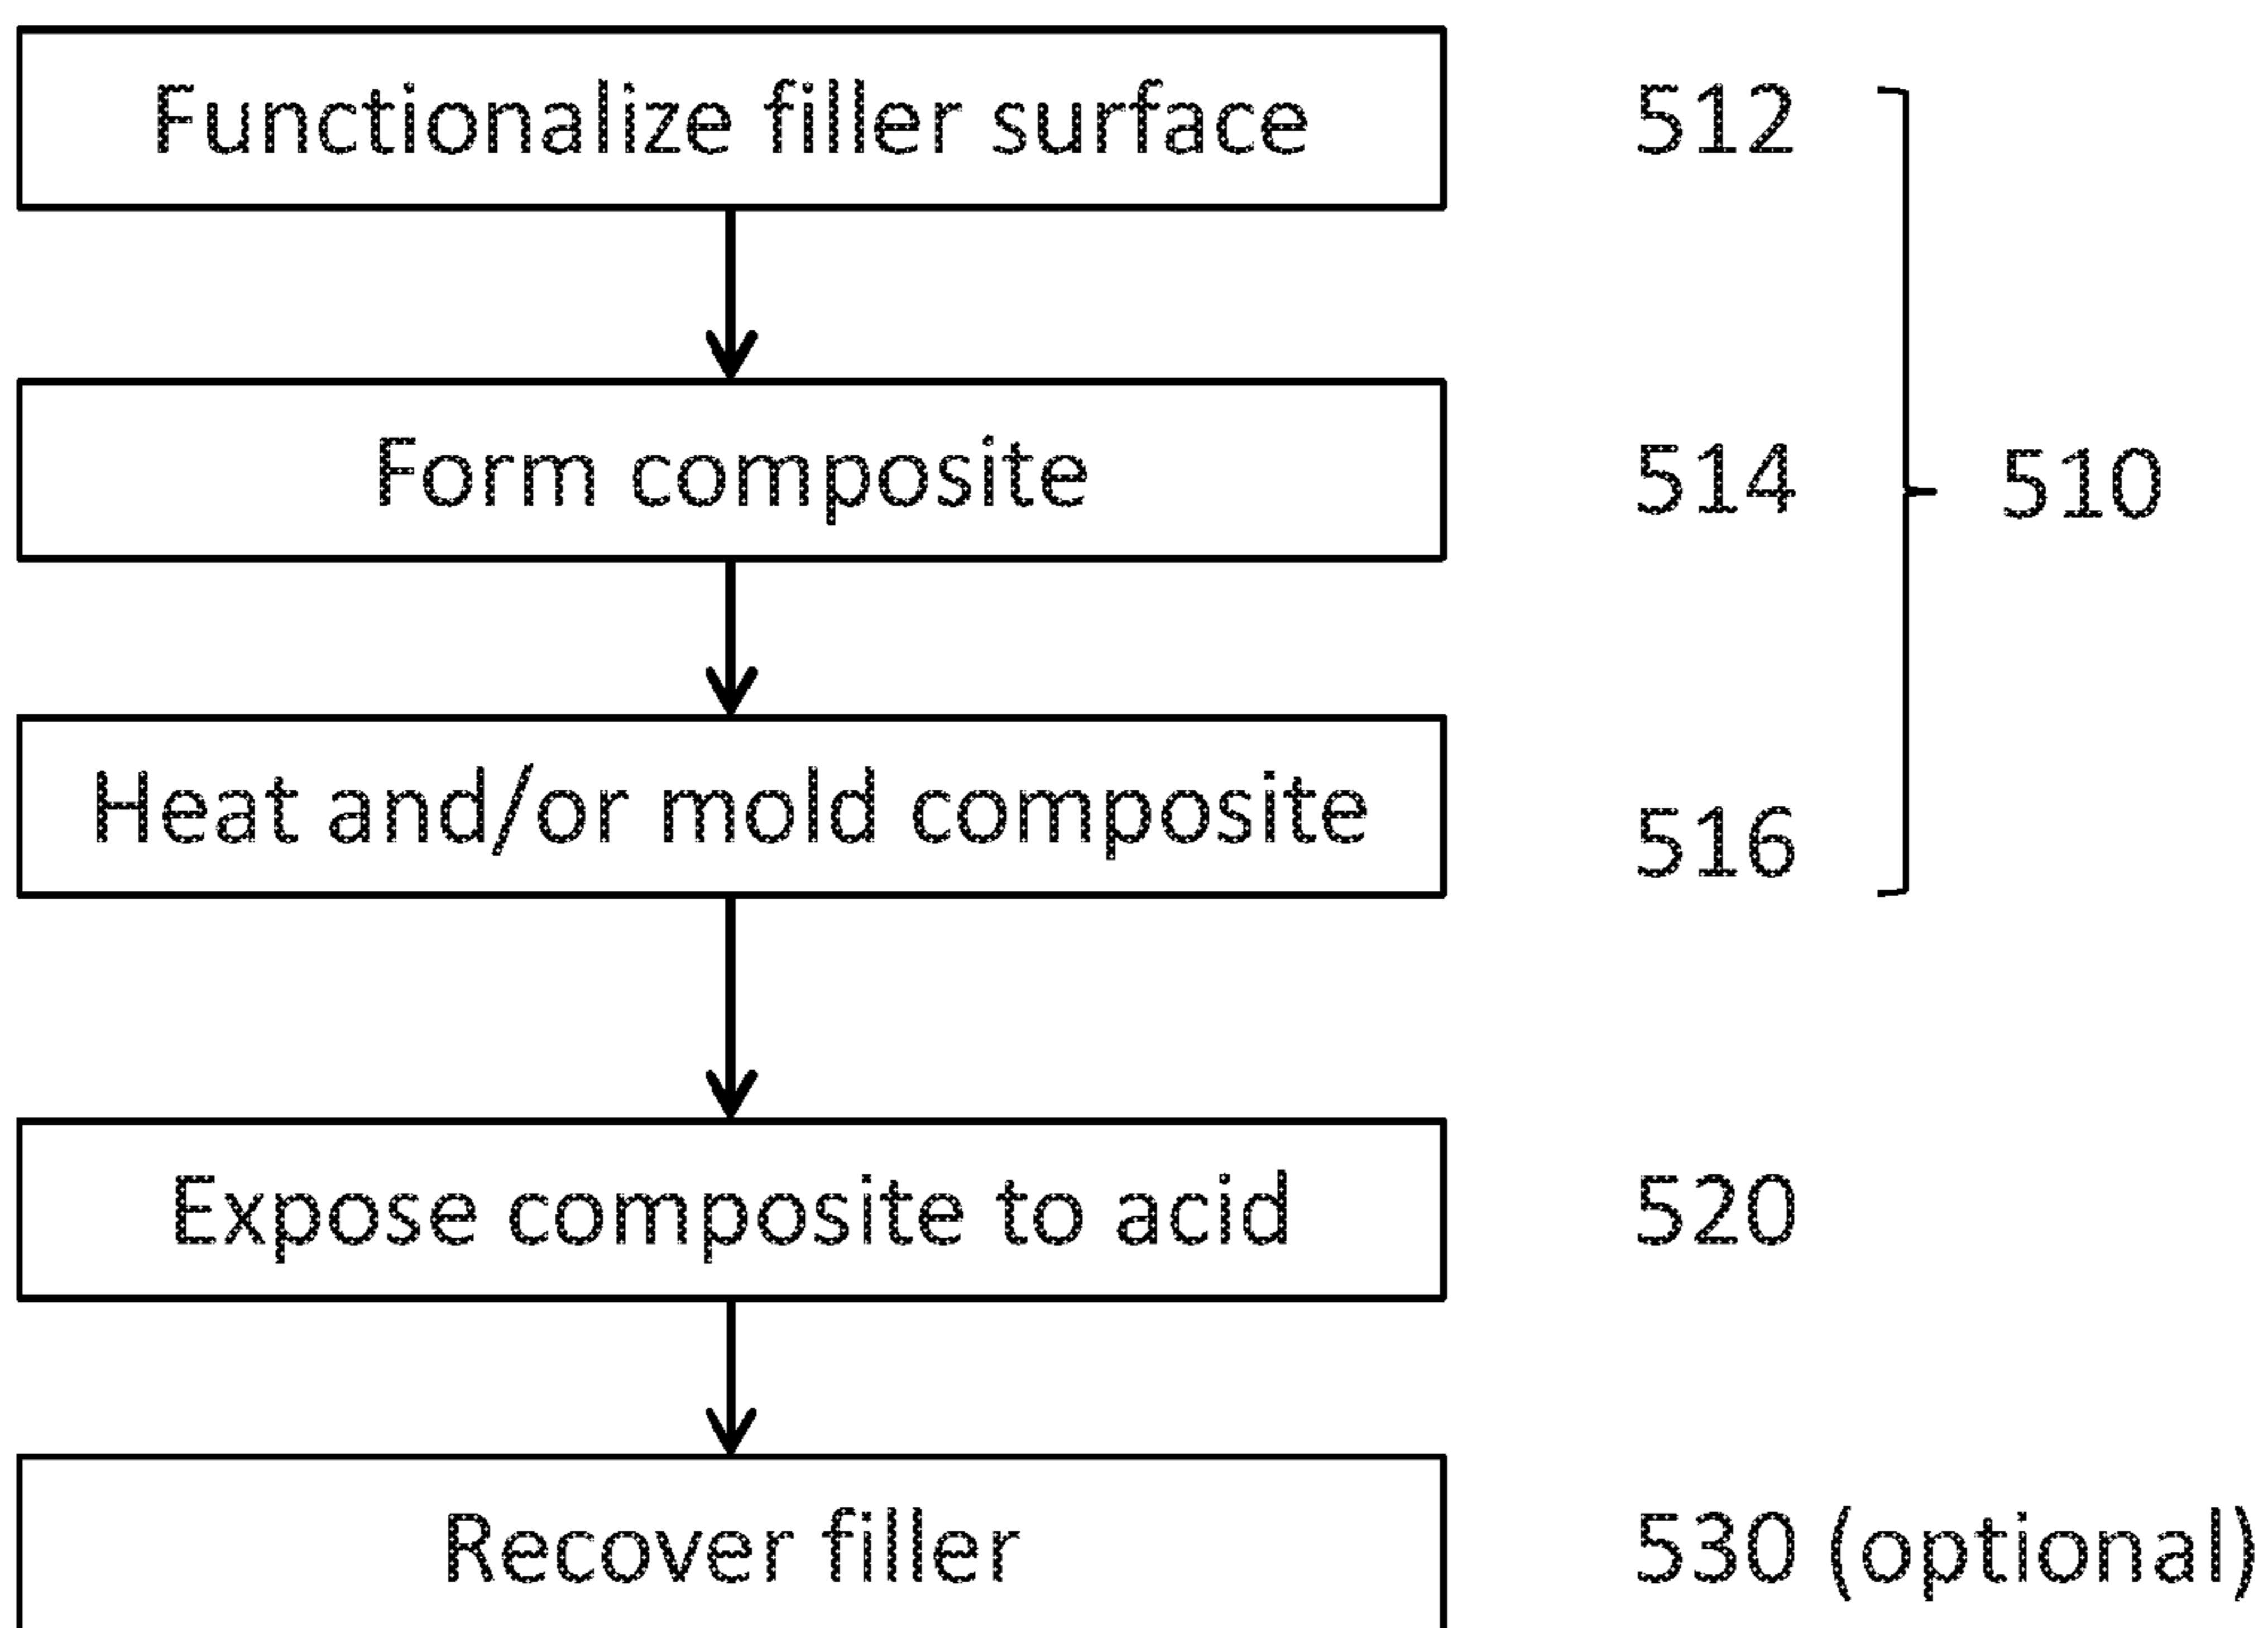 Functionalize filler surface 512
Form composite 514 510
Heat and/or mold composite 516
Expose composite to acid 520
Recover filler 530 (optional)